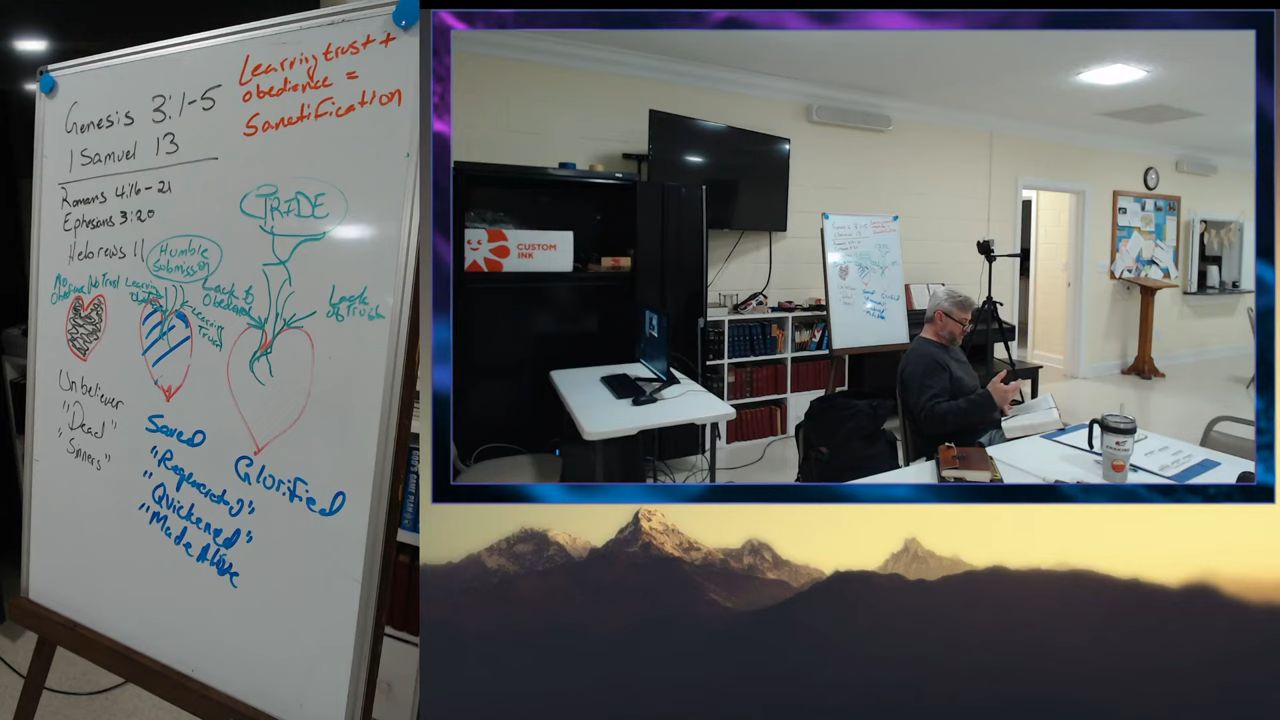 Learning trust +
obedience =
Sanctification
Genesis 3:1-5
1 Samuel 13
Romans 4:16-21
Ephesians 3:20
Hebrews 11
PRIDE
Humble
Submission
No Trust
Learning
Learning
Trust
Lack of
Obedience
Lack
of Trust
Unbeliever
"Dead"
"Sinners"
Saved
"Regenerated"
"Quickened"
"Made Alive
Glorified
CUSTOM
INK